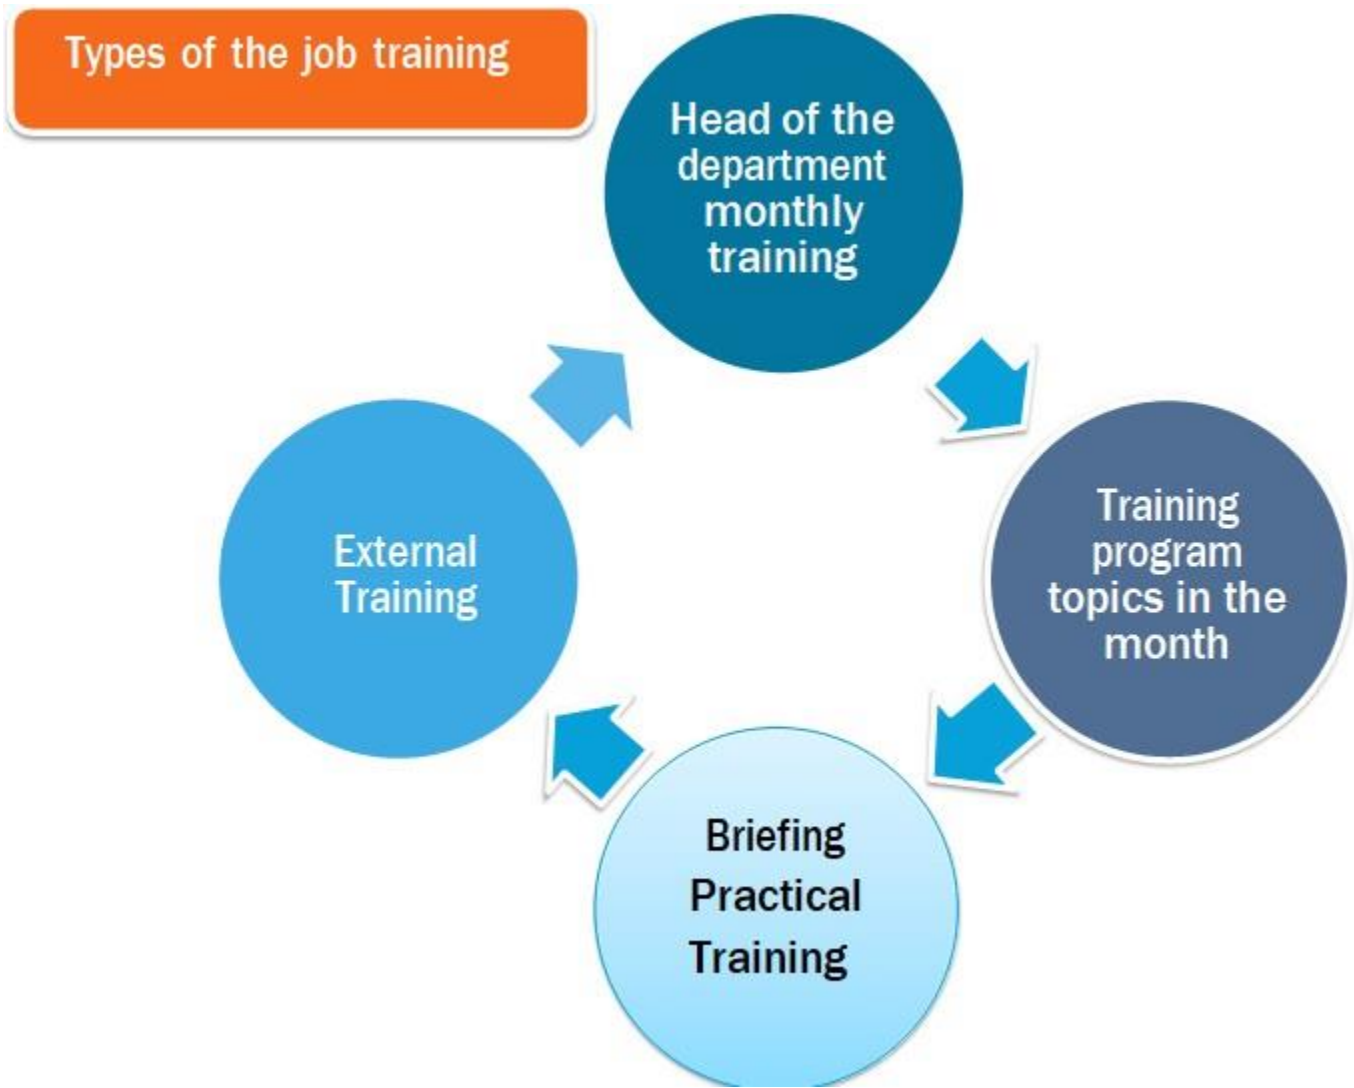 Types of the job training
Head of the
department
monthly
training
Training
program
topics in the
month
Briefing
Practical
Training
External
Training